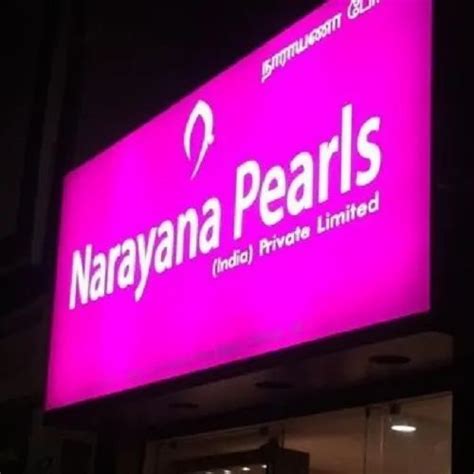 நாராயணா
Narayana Pearls
(India) Private Limited